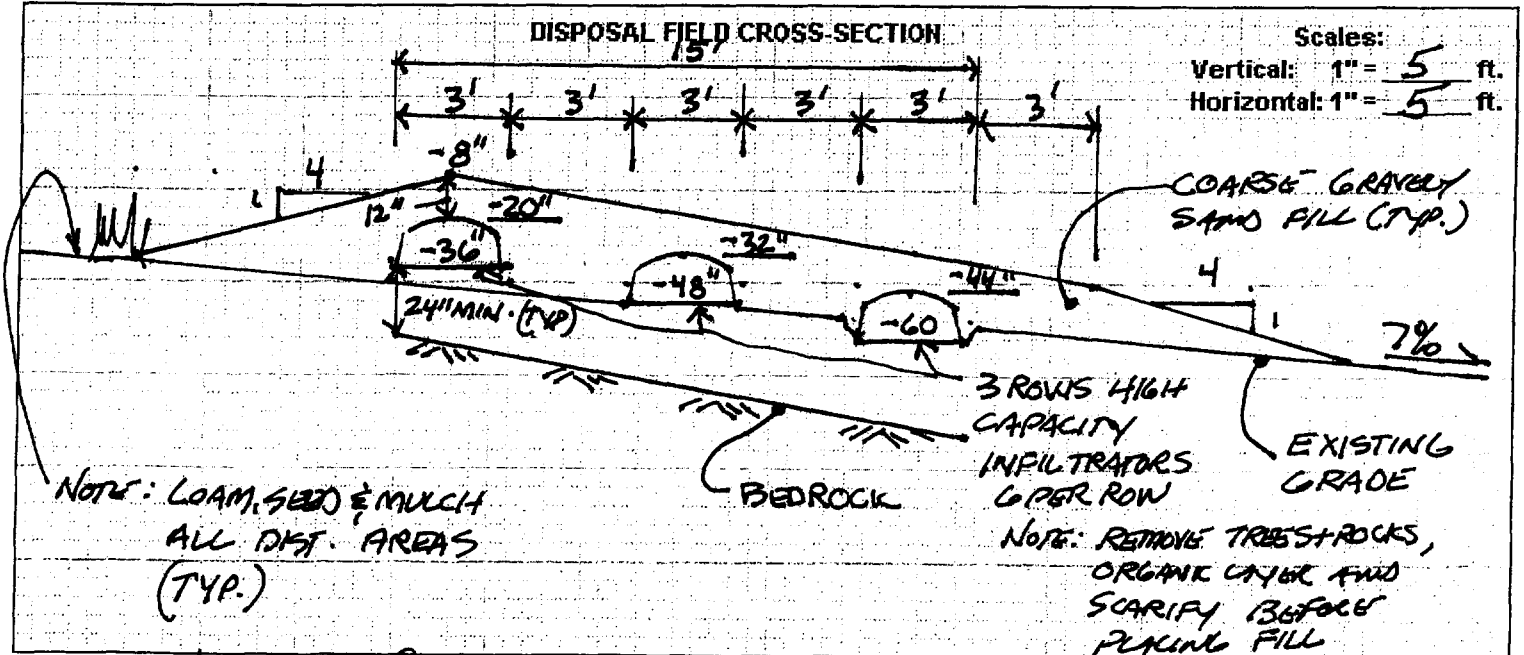 DISPOSAL FIELD CROSS-SECTION
Scales:
Vertical: 1" = 5 ft.
Horizontal: 1" = 5 ft.
15'
3' 3' 3' 3' 3' 3'
-8"
4
1
12"
-20"
-36"
-32"
-48"
-44"
-60
24" MIN. (TYP)
COARSE GRAVELY
SAND FILL (TYP.)
4
1
7%
3 ROWS HIGH
CAPACITY
INFILTRATORS
6 PER ROW
BEDROCK
EXISTING
GRADE
NOTE: LOAM, SEED & MULCH
ALL DIST. AREAS
(TYP.)
NOTE: REMOVE TREES + ROCKS,
ORGANIC LAYER AND
SCARIFY BEFORE
PLACING FILL